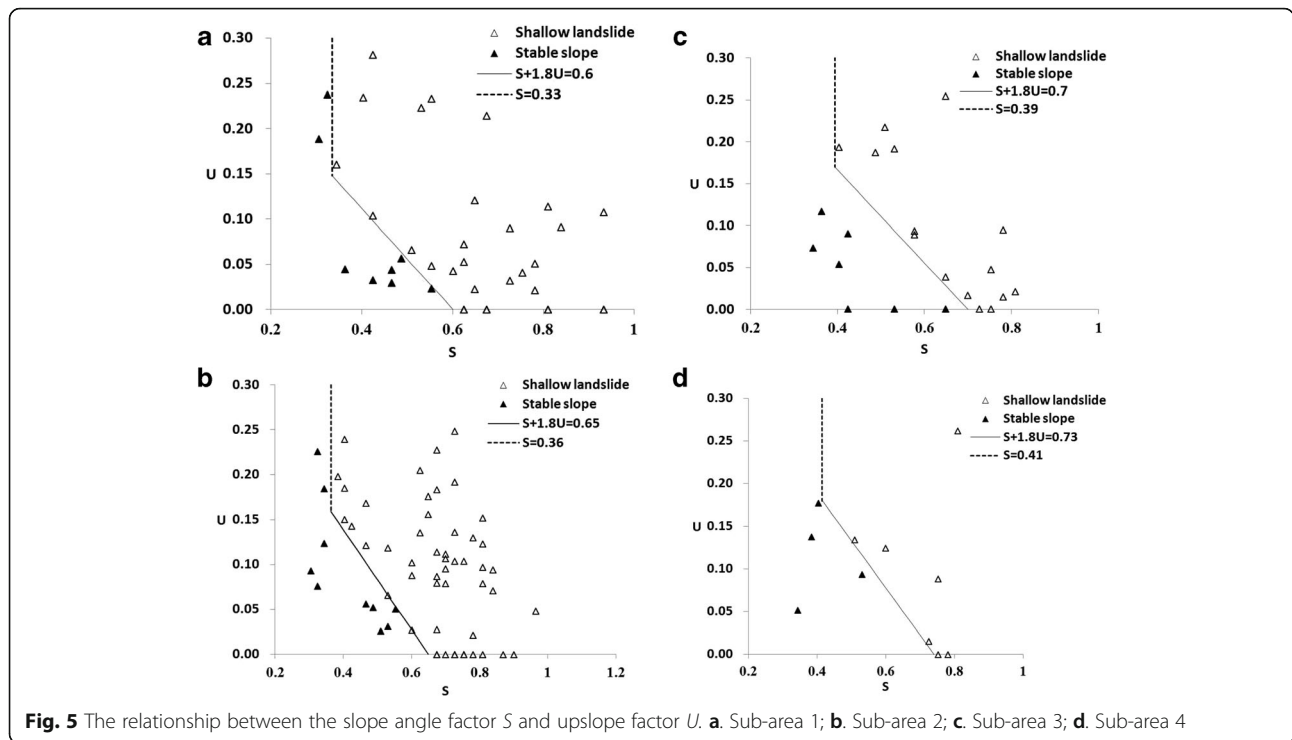 a
0.30
0.25
0.20
0.15
0.10
0.05
0.00
U
0.2
0.4
0.6
0.8
1
S
Shallow landslide
Stable slope
S+1.8U=0.6
S=0.33
c
0.30
0.25
0.20
0.15
0.10
0.05
0.00
U
0.2
0.4
0.6
0.8
1
S
Shallow landslide
Stable slope
S+1.8U=0.7
S=0.39
b
0.30
0.25
0.20
0.15
0.10
0.05
0.00
U
0.2
0.4
0.6
0.8
1
1.2
S
Shallow landslide
Stable slope
S+1.8U=0.65
S=0.36
d
0.30
0.25
0.20
0.15
0.10
0.05
0.00
U
0.2
0.4
0.6
0.8
1
S
Shallow landslide
Stable slope
S+1.8U=0.73
S=0.41
Fig. 5 The relationship between the slope angle factor S and upslope factor U. a. Sub-area 1; b. Sub-area 2; c. Sub-area 3; d. Sub-area 4